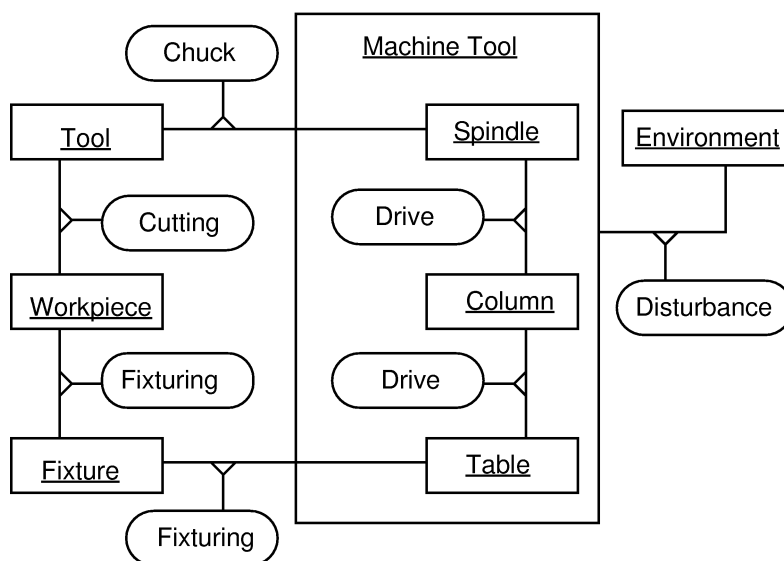 Chuck
Machine Tool
Tool
Spindle
Environment
Cutting
Drive
Workpiece
Column
Disturbance
Fixturing
Drive
Fixture
Table
Fixturing